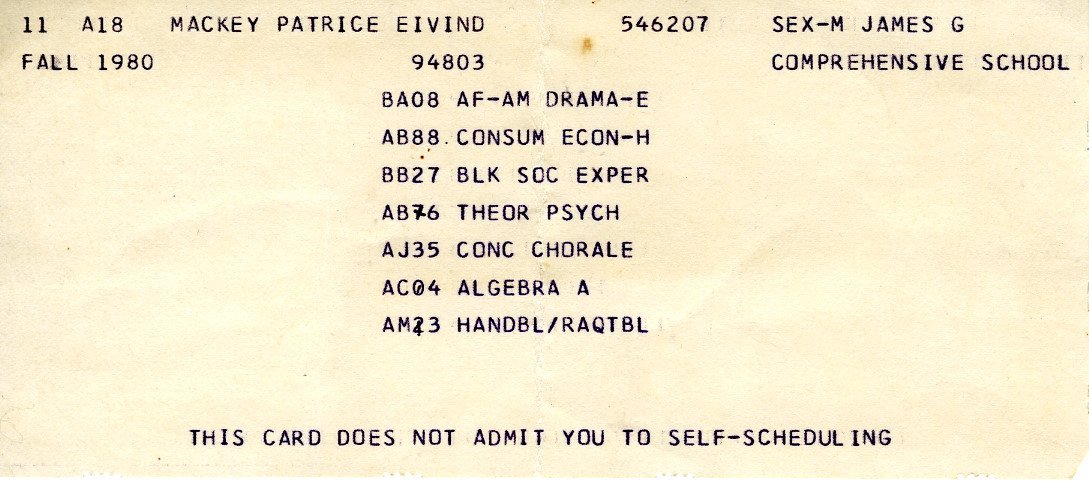 11 A18 MACKEY PATRICE EIVIND 546207 SEX-M JAMES G
FALL 1980 94803 COMPREHENSIVE SCHOOL
BA08 AF-AM DRAMA-E
AB88 CONSUM ECON-H
BB27 BLK SOC EXPER
AB76 THEOR PSYCH
AJ35 CONC CHORALE
AC04 ALGEBRA A
AM23 HANDBL/RAQTBL
THIS CARD DOES NOT ADMIT YOU TO SELF-SCHEDULING